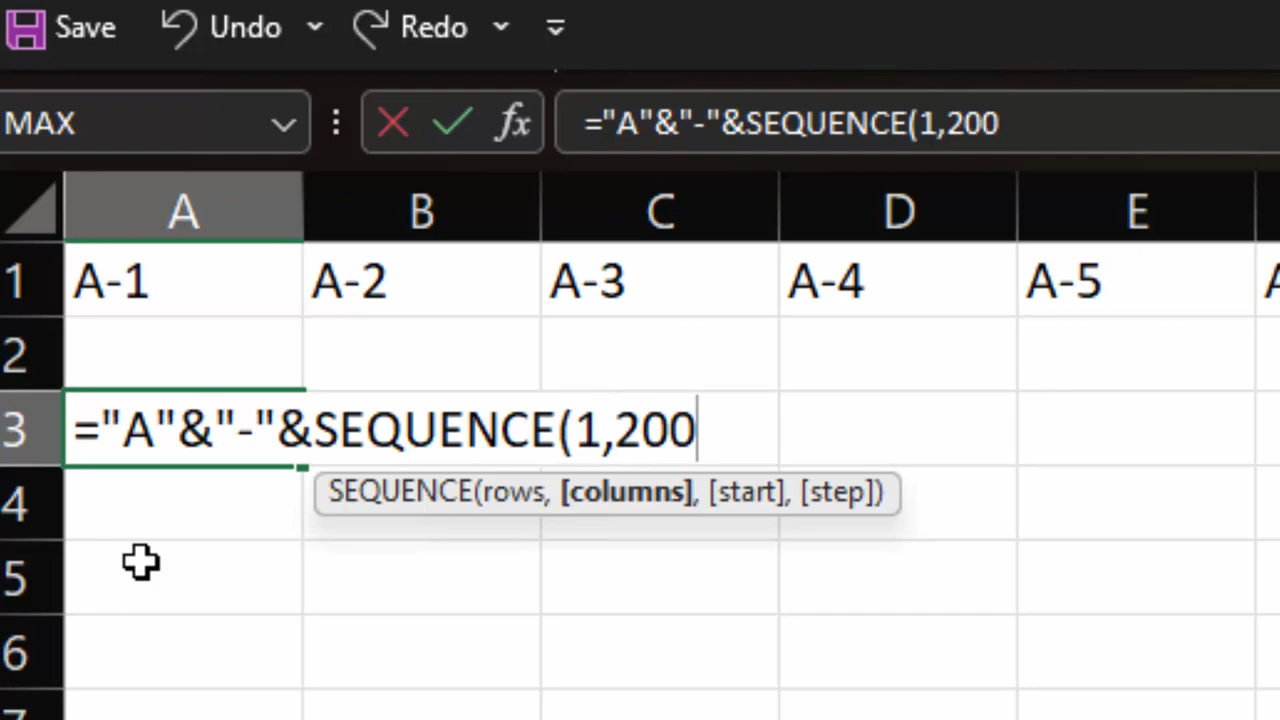 Save Undo Redo
MAX fx ="A"&"-"&SEQUENCE(1,200
A B C D E
1 A-1 A-2 A-3 A-4 A-5
2
3 ="A"&"-"&SEQUENCE(1,200
SEQUENCE(rows, [columns], [start], [step])
4
5
6
7